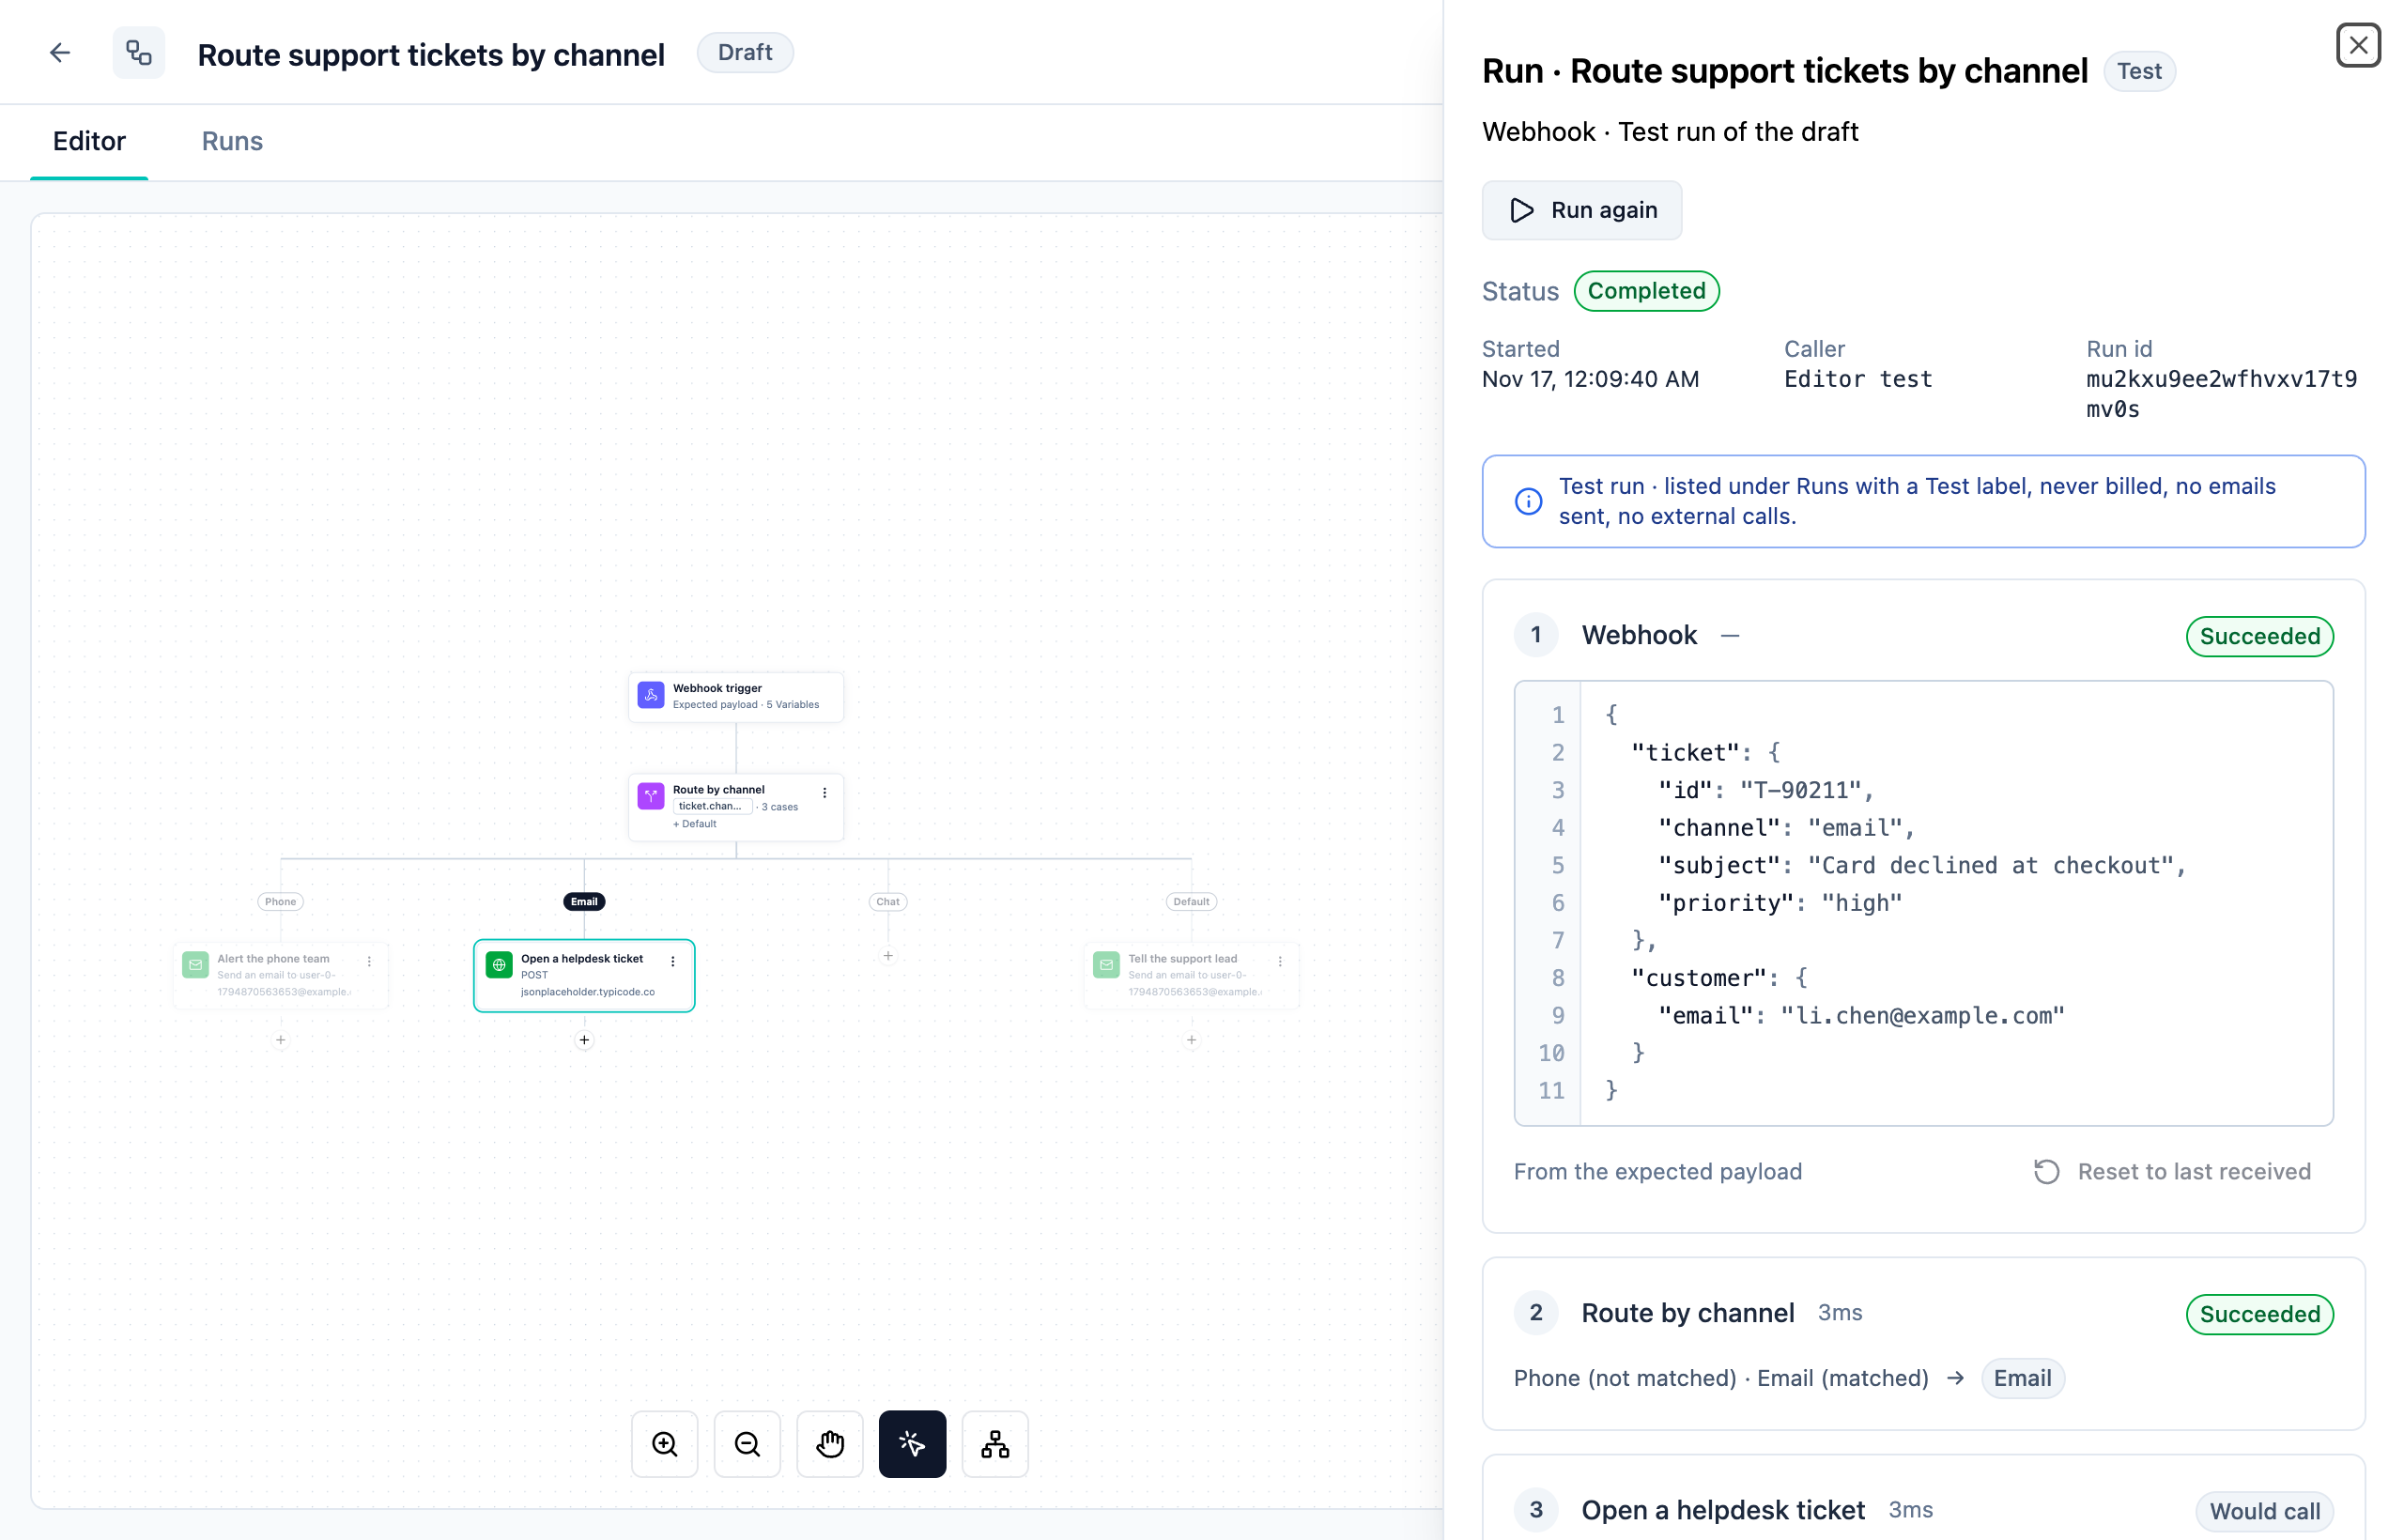 Route support tickets by channel
Draft
Editor
Runs
Webhook trigger
Expected payload · 5 Variables
Route by channel
ticket.chan... · 3 cases
+ Default
Phone
Email
Chat
Default
Alert the phone team
Send an email to user-0-
1794870563653@example.
Open a helpdesk ticket
POST
jsonplaceholder.typicode.co
Tell the support lead
Send an email to user-0-
1794870563653@example.
Run · Route support tickets by channel
Test
Webhook · Test run of the draft
Run again
Status
Completed
Started
Nov 17, 12:09:40 AM
Caller
Editor test
Run id
mu2kxu9ee2wfhvxv17t9
mv0s
Test run · listed under Runs with a Test label, never billed, no emails
sent, no external calls.
1 Webhook —
Succeeded
1 {
2 "ticket": {
3 "id": "T-90211",
4 "channel": "email",
5 "subject": "Card declined at checkout",
6 "priority": "high"
7 },
8 "customer": {
9 "email": "li.chen@example.com"
10 }
11 }
From the expected payload
Reset to last received
2 Route by channel 3ms
Succeeded
Phone (not matched) · Email (matched) → Email
3 Open a helpdesk ticket 3ms
Would call